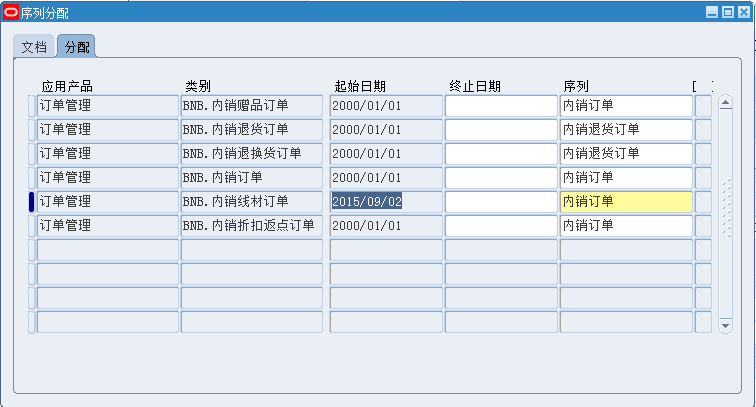 序列分配
文档 分配
应用产品 类别 起始日期 终止日期 序列 [ ]
订单管理 BNB.内销赠品订单 2000/01/01 内销订单
订单管理 BNB.内销退货订单 2000/01/01 内销退货订单
订单管理 BNB.内销退换货订单 2000/01/01 内销退货订单
订单管理 BNB.内销订单 2000/01/01 内销订单
订单管理 BNB.内销线材订单 2015/09/02 内销订单
订单管理 BNB.内销折扣返点订单 2000/01/01 内销订单